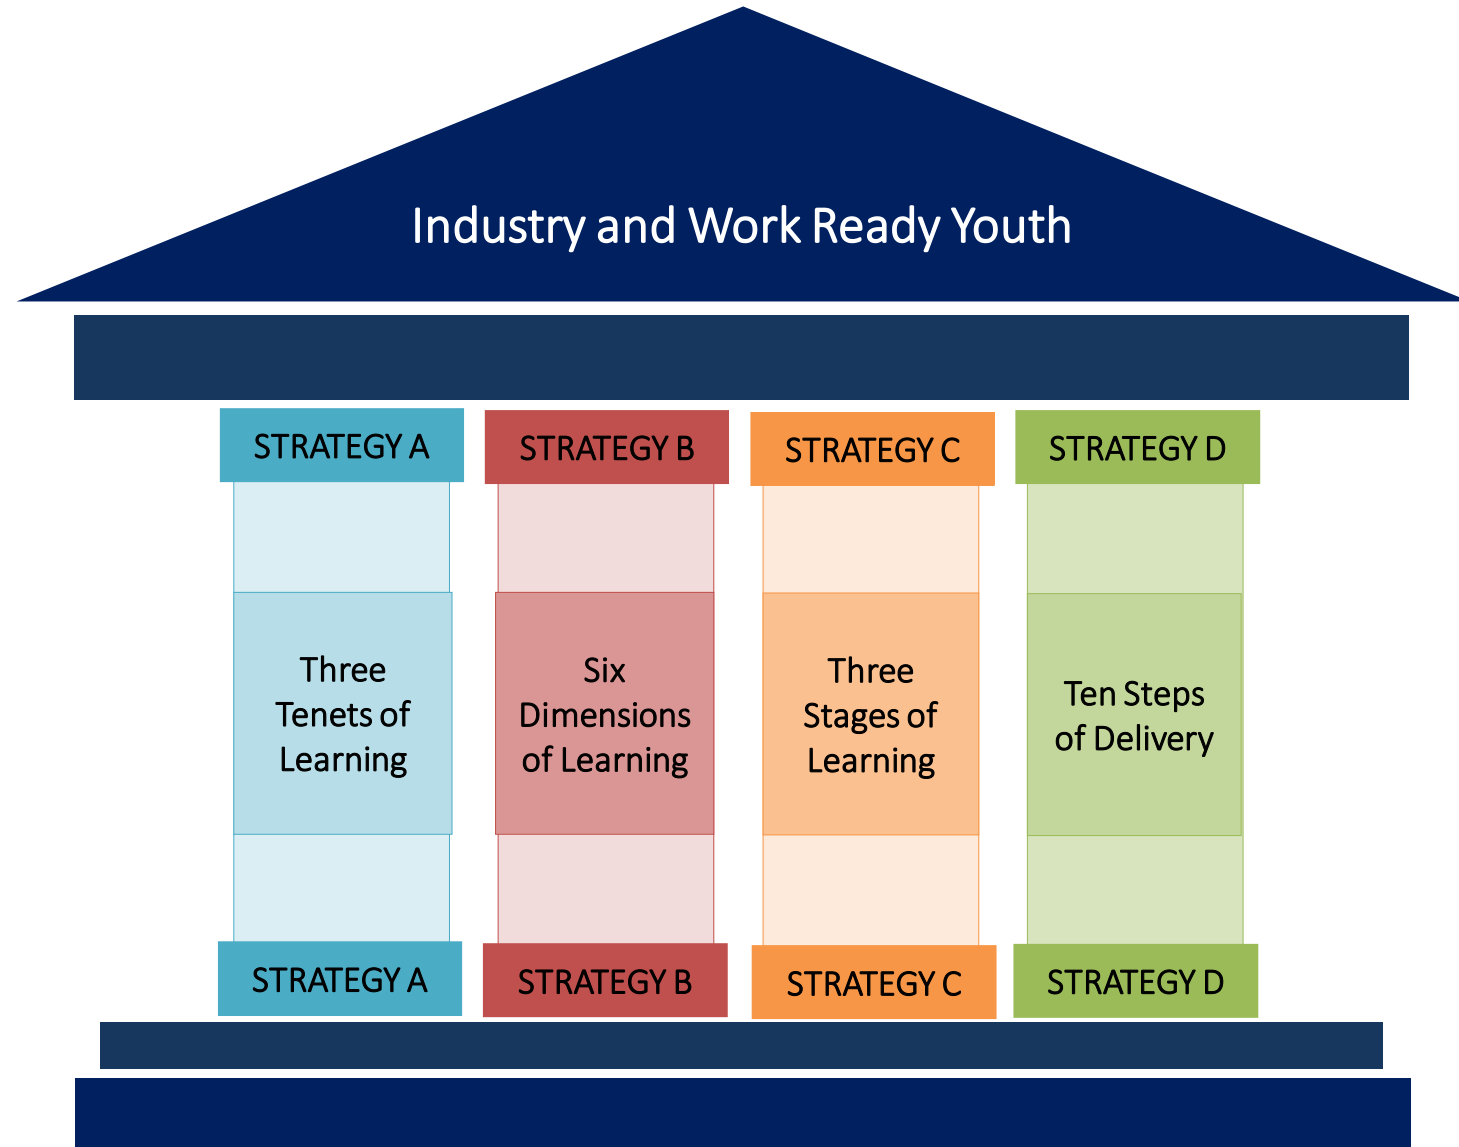 Industry and Work Ready Youth
STRATEGY A
STRATEGY B
STRATEGY C
STRATEGY D
Three
Tenets of
Learning
Six
Dimensions
of Learning
Three
Stages of
Learning
Ten Steps
of Delivery
STRATEGY A
STRATEGY B
STRATEGY C
STRATEGY D